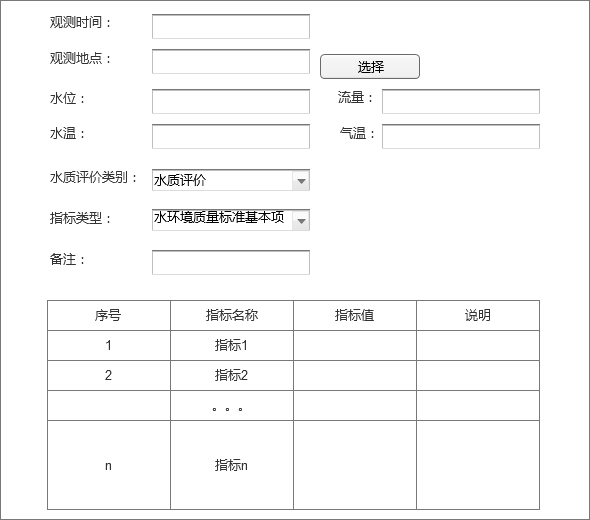 观测时间：
观测地点： 选择
水位： 流量：
水温： 气温：
水质评价类别： 水质评价
指标类型： 水环境质量标准基本项
备注：
序号 指标名称 指标值 说明
1 指标1
2 指标2
。。。
n 指标n